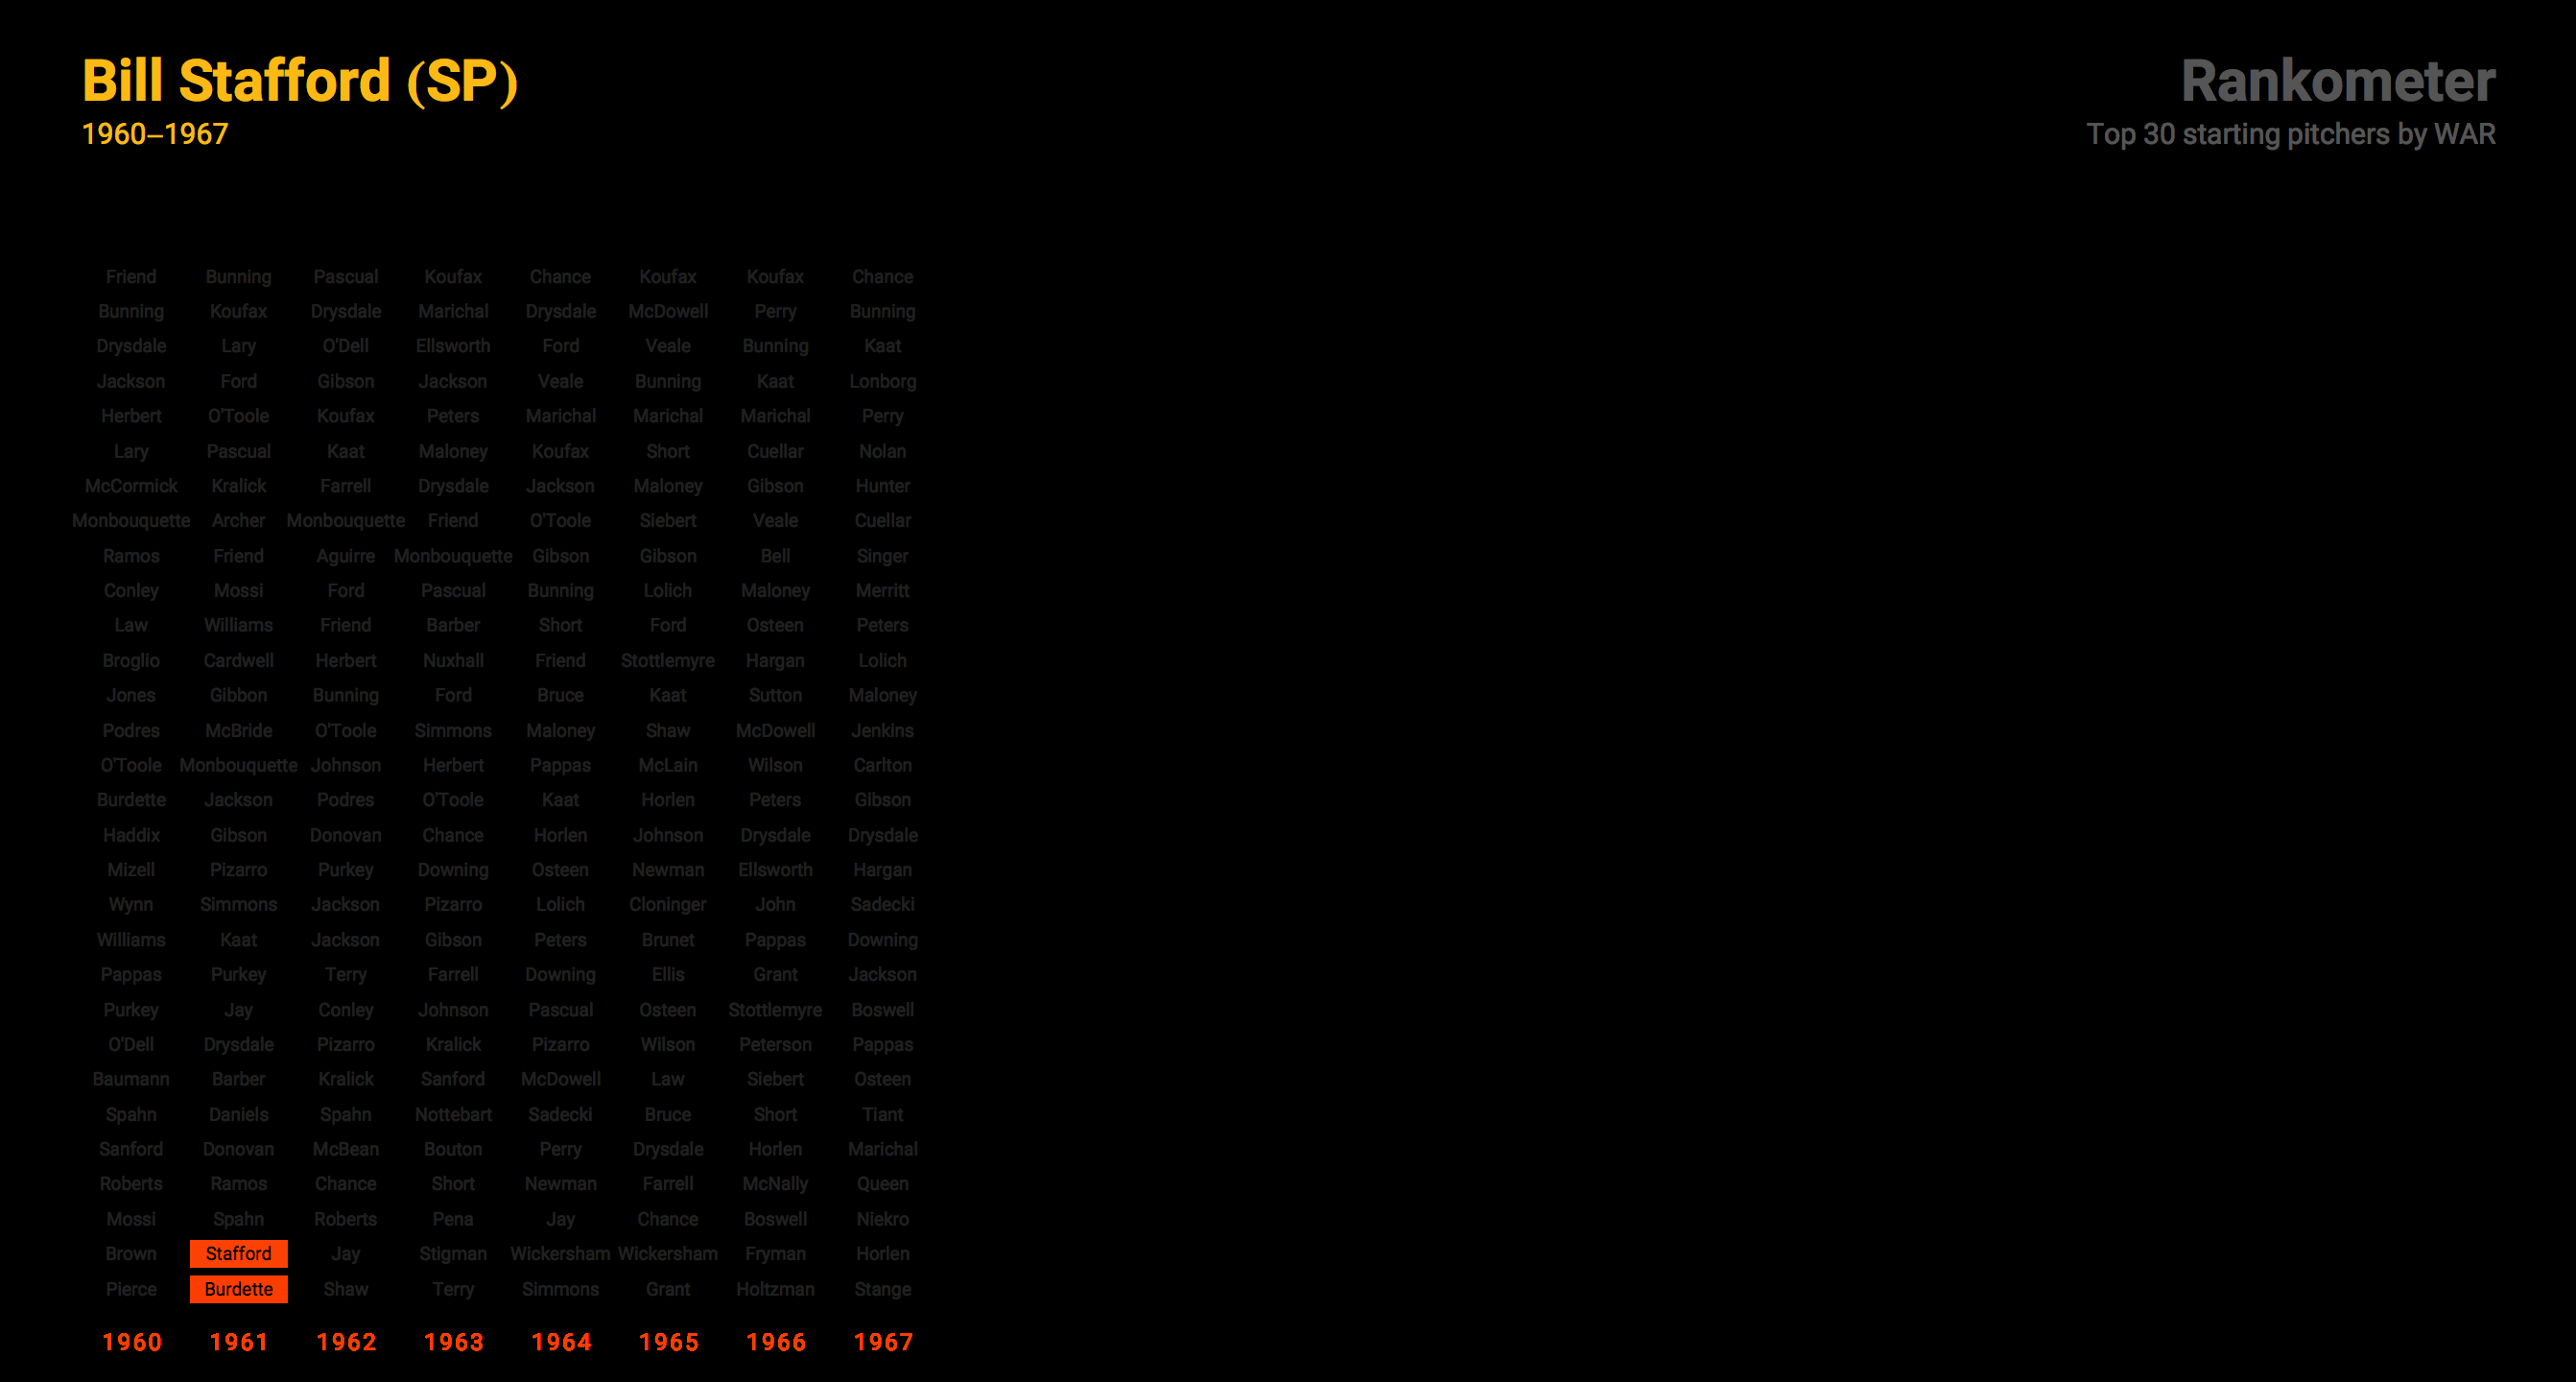 Bill Stafford (SP)
1960–1967
Rankometer
Top 30 starting pitchers by WAR
Friend Bunning Pascual Koufax Chance Koufax Koufax Chance
Bunning Koufax Drysdale Marichal Drysdale McDowell Perry Bunning
Drysdale Lary O'Dell Ellsworth Ford Veale Bunning Kaat
Jackson Ford Gibson Jackson Veale Bunning Kaat Lonborg
Herbert O'Toole Koufax Peters Marichal Marichal Marichal Perry
Lary Pascual Kaat Maloney Koufax Short Cuellar Nolan
McCormick Kralick Farrell Drysdale Jackson Maloney Gibson Hunter
Monbouquette Archer Monbouquette Friend O'Toole Siebert Veale Cuellar
Ramos Friend Aguirre Monbouquette Gibson Gibson Bell Singer
Conley Mossi Ford Pascual Bunning Lolich Maloney Merritt
Law Williams Friend Barber Short Ford Osteen Peters
Broglio Cardwell Herbert Nuxhall Friend Stottlemyre Hargan Lolich
Jones Gibbon Bunning Ford Bruce Kaat Sutton Maloney
Podres McBride O'Toole Simmons Maloney Shaw McDowell Jenkins
O'Toole Monbouquette Johnson Herbert Pappas McLain Wilson Carlton
Burdette Jackson Podres O'Toole Kaat Horlen Peters Gibson
Haddix Gibson Donovan Chance Horlen Johnson Drysdale Drysdale
Mizell Pizarro Purkey Downing Osteen Newman Ellsworth Hargan
Wynn Simmons Jackson Pizarro Lolich Cloninger John Sadecki
Williams Kaat Jackson Gibson Peters Brunet Pappas Downing
Pappas Purkey Terry Farrell Downing Ellis Grant Jackson
Purkey Jay Conley Johnson Pascual Osteen Stottlemyre Boswell
O'Dell Drysdale Pizarro Kralick Pizarro Wilson Peterson Pappas
Baumann Barber Kralick Sanford McDowell Law Siebert Osteen
Spahn Daniels Spahn Nottebart Sadecki Bruce Short Tiant
Sanford Donovan McBean Bouton Perry Drysdale Horlen Marichal
Roberts Ramos Chance Short Newman Farrell McNally Queen
Mossi Spahn Roberts Pena Jay Chance Boswell Niekro
Brown Stafford Jay Stigman Wickersham Wickersham Fryman Horlen
Pierce Burdette Shaw Terry Simmons Grant Holtzman Stange
1960 1961 1962 1963 1964 1965 1966 1967